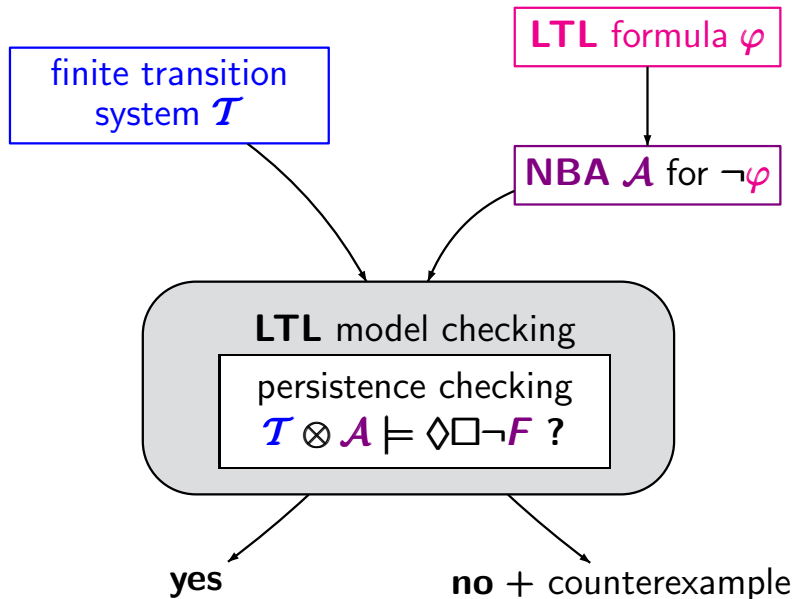 LTL formula φ
finite transition
system 𝒯
NBA 𝒜 for ¬φ
LTL model checking
persistence checking
𝒯 ⊗ 𝒜 ⊨ ◊□¬F ?
yes
no + counterexample